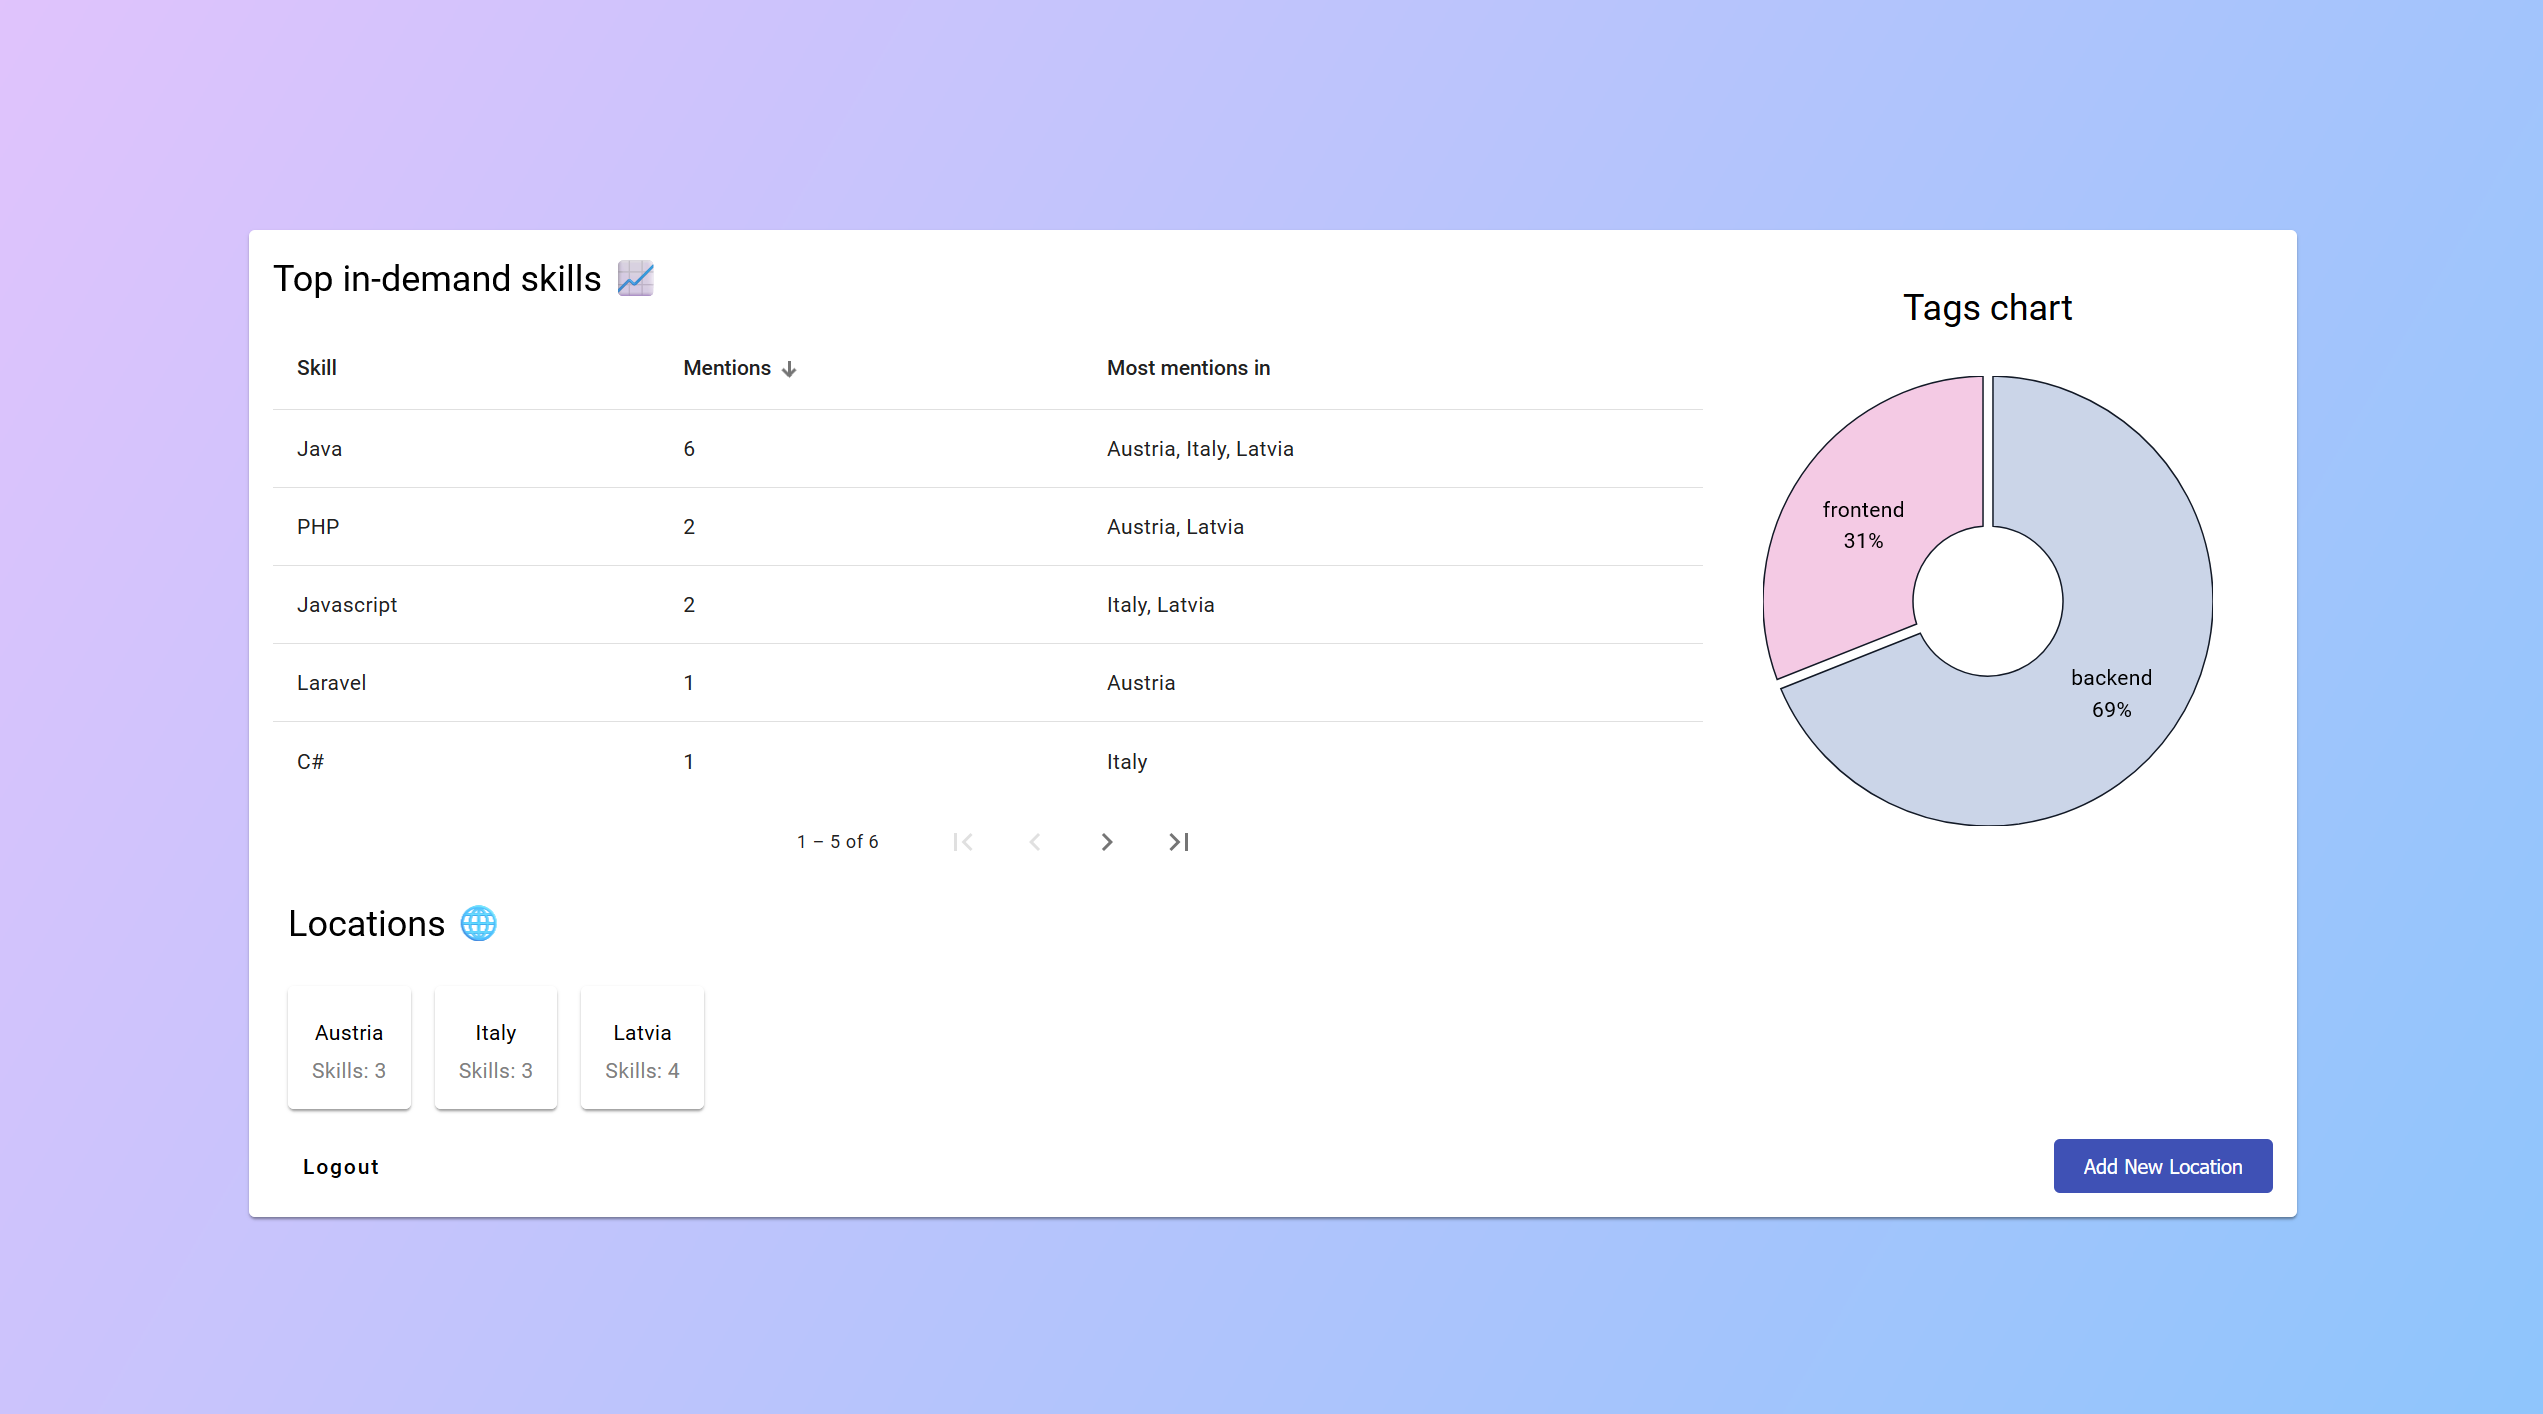 Top in-demand skills
Tags chart
Skill Mentions Most mentions in
Java 6 Austria, Italy, Latvia
PHP 2 Austria, Latvia
Javascript 2 Italy, Latvia
Laravel 1 Austria
C# 1 Italy
1 – 5 of 6
frontend
31%
backend
69%
Locations
Austria
Skills: 3
Italy
Skills: 3
Latvia
Skills: 4
Logout
Add New Location